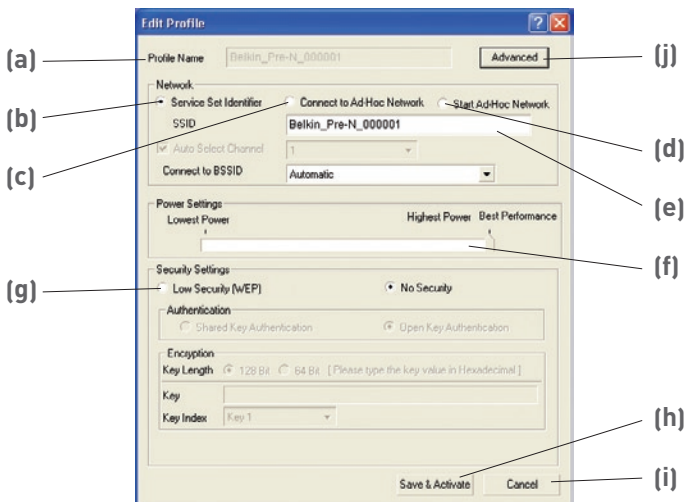 Edit Profile
(a)
Profile Name
Belkin_Pre-N_000001
Advanced
(j)
Network
(b)
Service Set Identifier
Connect to Ad-Hoc Network
Start Ad-Hoc Network
SSID
Belkin_Pre-N_000001
(d)
Auto Select Channel
1
(c)
Connect to BSSID
Automatic
(e)
Power Settings
Lowest Power
Highest Power
Best Performance
(f)
Security Settings
(g)
Low Security (WEP)
No Security
Authentication
Shared Key Authentication
Open Key Authentication
Encryption
Key Length
128 Bit
64 Bit
[ Please type the key value in Hexadecimal ]
Key
Key Index
Key 1
(h)
Save & Activate
Cancel
(i)